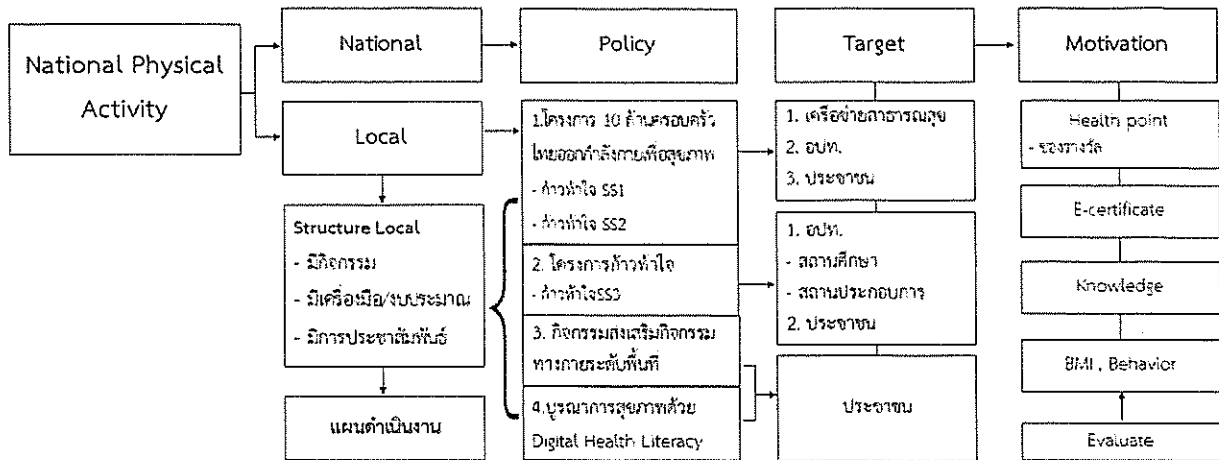 National Physical
Activity
National
Local
Structure Local
- มีกิจกรรม
- มีเครื่องมือ/งบประมาณ
- มีการประชาสัมพันธ์
แผนดำเนินงาน
Policy
1.โครงการ 10 ล้านครอบครัว
ไทยออกกำลังกายเพื่อสุขภาพ
- ก้าวท้าใจ SS1
- ก้าวท้าใจ SS2
2. โครงการก้าวท้าใจ
- ก้าวท้าใจSS3
3. กิจกรรมส่งเสริมกิจกรรม
ทางกายระดับพื้นที่
4.บูรณาการสุขภาพด้วย
Digital Health Literacy
Target
1. เครือข่ายสาธารณสุข
2. อปท.
3. ประชาชน
1. อปท.
- สถานศึกษา
- สถานประกอบการ
2. ประชาชน
ประชาชน
Motivation
Health point
- ของรางวัล
E-certificate
Knowledge
BMI , Behavior
Evaluate